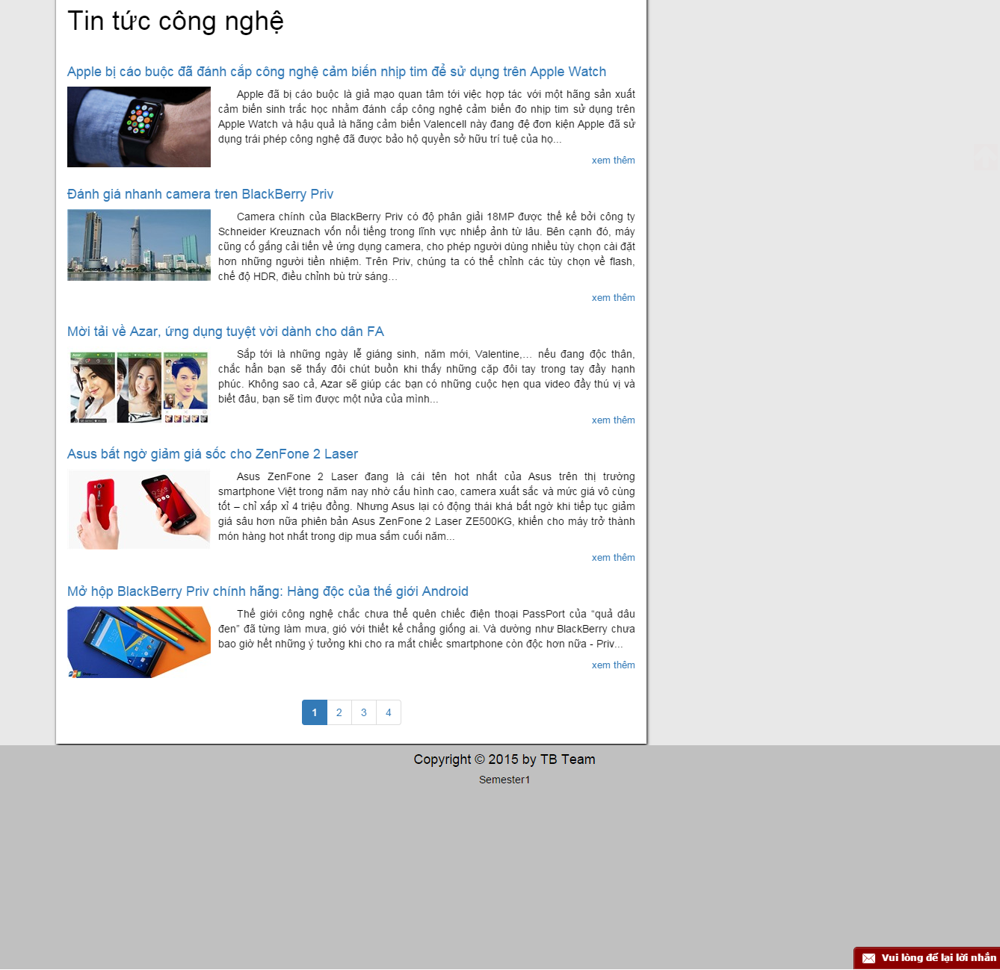 Tin tức công nghệ
Apple bị cáo buộc đã đánh cắp công nghệ cảm biến nhịp tim để sử dụng trên Apple Watch
Apple đã bị cáo buộc là giả mạo quan tâm tới việc hợp tác với một hãng sản xuất
cảm biến sinh trắc học nhằm đánh cắp công nghệ cảm biến đo nhịp tim sử dụng trên
Apple Watch và hậu quả là hãng cảm biến Valencell này đang đệ đơn kiện Apple đã sử
dụng trái phép công nghệ đã được bảo hộ quyền sở hữu trí tuệ của họ...
xem thêm
Đánh giá nhanh camera tren BlackBerry Priv
Camera chính của BlackBerry Priv có độ phân giải 18MP được thế kế bởi công ty
Schneider Kreuznach vốn nổi tiếng trong lĩnh vực nhiếp ảnh từ lâu. Bên cạnh đó, máy
cũng cố gắng cải tiến về ứng dụng camera, cho phép người dùng nhiều tùy chọn cài đặt
hơn những người tiền nhiệm. Trên Priv, chúng ta có thể chỉnh các tùy chọn về flash,
chế độ HDR, điều chỉnh bù trừ sáng…
xem thêm
Mời tải về Azar, ứng dụng tuyệt vời dành cho dân FA
Sắp tới là những ngày lễ giáng sinh, năm mới, Valentine,… nếu đang độc thân,
chắc hẳn bạn sẽ thấy đôi chút buồn khi thấy những cặp đôi tay trong tay đầy hạnh
phúc. Không sao cả, Azar sẽ giúp các bạn có những cuộc hẹn qua video đầy thú vị và
biết đâu, bạn sẽ tìm được một nửa của mình...
xem thêm
Asus bất ngờ giảm giá sốc cho ZenFone 2 Laser
Asus ZenFone 2 Laser đang là cái tên hot nhất của Asus trên thị trường
smartphone Việt trong năm nay nhờ cấu hình cao, camera xuất sắc và mức giá vô cùng
tốt – chỉ xấp xỉ 4 triệu đồng. Nhưng Asus lại có động thái khá bất ngờ khi tiếp tục giảm
giá sâu hơn nữa phiên bản Asus ZenFone 2 Laser ZE500KG, khiến cho máy trở thành
món hàng hot nhất trong dịp mua sắm cuối năm...
xem thêm
Mở hộp BlackBerry Priv chính hãng: Hàng độc của thế giới Android
Thế giới công nghệ chắc chưa thể quên chiếc điện thoại PassPort của “quả dâu
đen” đã từng làm mưa, gió với thiết kế chẳng giống ai. Và dường như BlackBerry chưa
bao giờ hết những ý tưởng khi cho ra mắt chiếc smartphone còn độc hơn nữa - Priv...
xem thêm
1 2 3 4
Copyright © 2015 by TB Team
Semester1
Vui lòng để lại lời nhắn